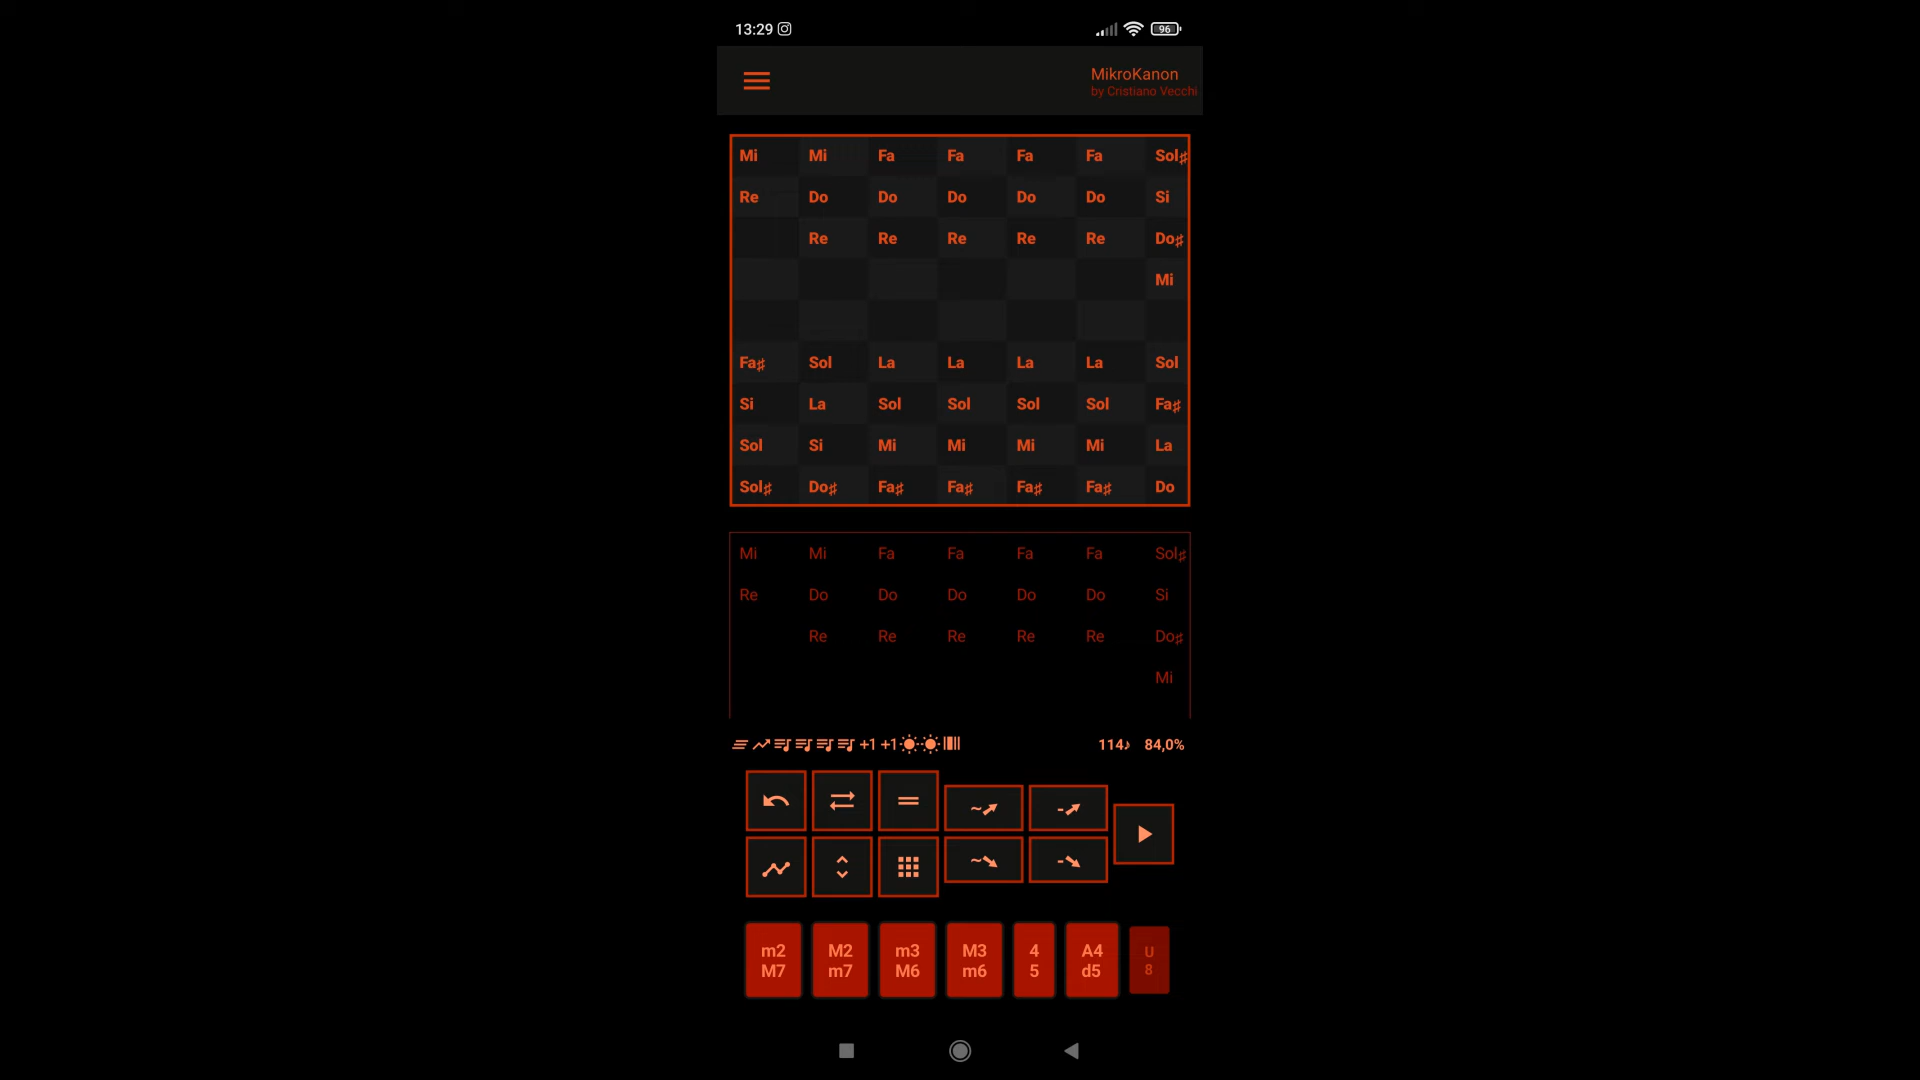 13:29 96
MikroKanon
by Cristiano Vecchi
Mi Mi Fa Fa Fa Fa Sol♯
Re Do Do Do Do Do Si
Re Re Re Re Re Do♯
Mi
Fa♯ Sol La La La La Sol
Si La Sol Sol Sol Sol Fa♯
Sol Si Mi Mi Mi Mi La
Sol♯ Do♯ Fa♯ Fa♯ Fa♯ Fa♯ Do
Mi Mi Fa Fa Fa Fa Sol♯
Re Do Do Do Do Do Si
Re Re Re Re Re Do♯
Mi
+1 +1 114♪ 84,0%
~ -
~ -
m2 M2 m3 M3 4 A4 U
M7 m7 M6 m6 5 d5 8